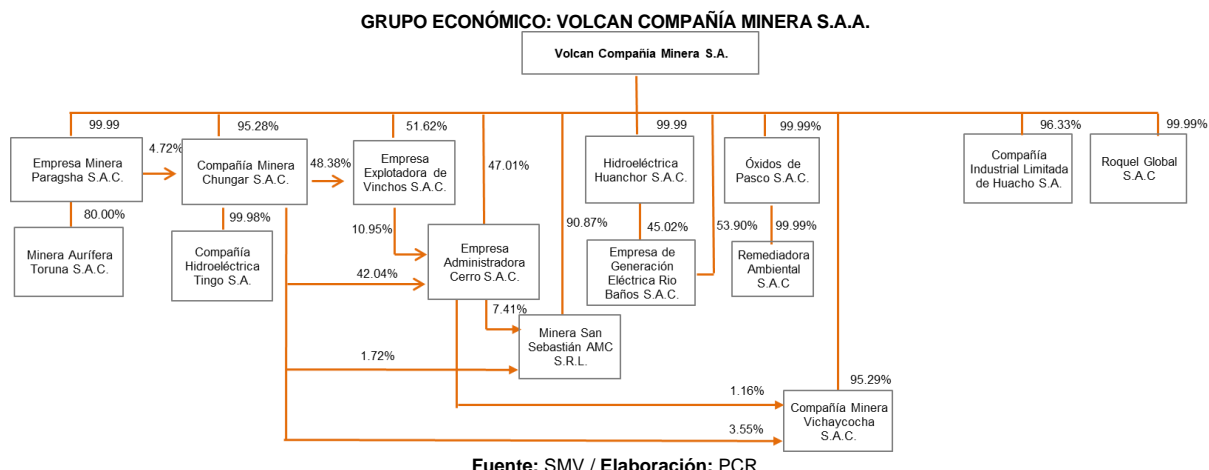 GRUPO ECONÓMICO: VOLCAN COMPAÑÍA MINERA S.A.A.
Volcan Compañía Minera S.A.
99.99
95.28%
51.62%
99.99
99.99%
96.33%
99.99%
Empresa Minera
Paragsha S.A.C.
4.72%
Compañía Minera
Chungar S.A.C.
48.38%
Empresa
Explotadora de
Vinchos S.A.C.
47.01%
Hidroeléctrica
Huanchor S.A.C.
Óxidos de
Pasco S.A.C.
Compañía
Industrial Limitada
de Huacho S.A.
Roquel Global
S.A.C
80.00%
99.98%
10.95%
90.87%
45.02%
53.90%
99.99%
Minera Aurífera
Toruna S.A.C.
Compañía
Hidroeléctrica
Tingo S.A.
42.04%
Empresa
Administradora
Cerro S.A.C.
Empresa de
Generación
Eléctrica Rio
Baños S.A.C.
Remediadora
Ambiental
S.A.C
7.41%
Minera San
Sebastián AMC
S.R.L.
1.72%
95.29%
1.16%
Compañía Minera
Vichaycocha
S.A.C.
3.55%
Fuente: SMV / Elaboración: PCR